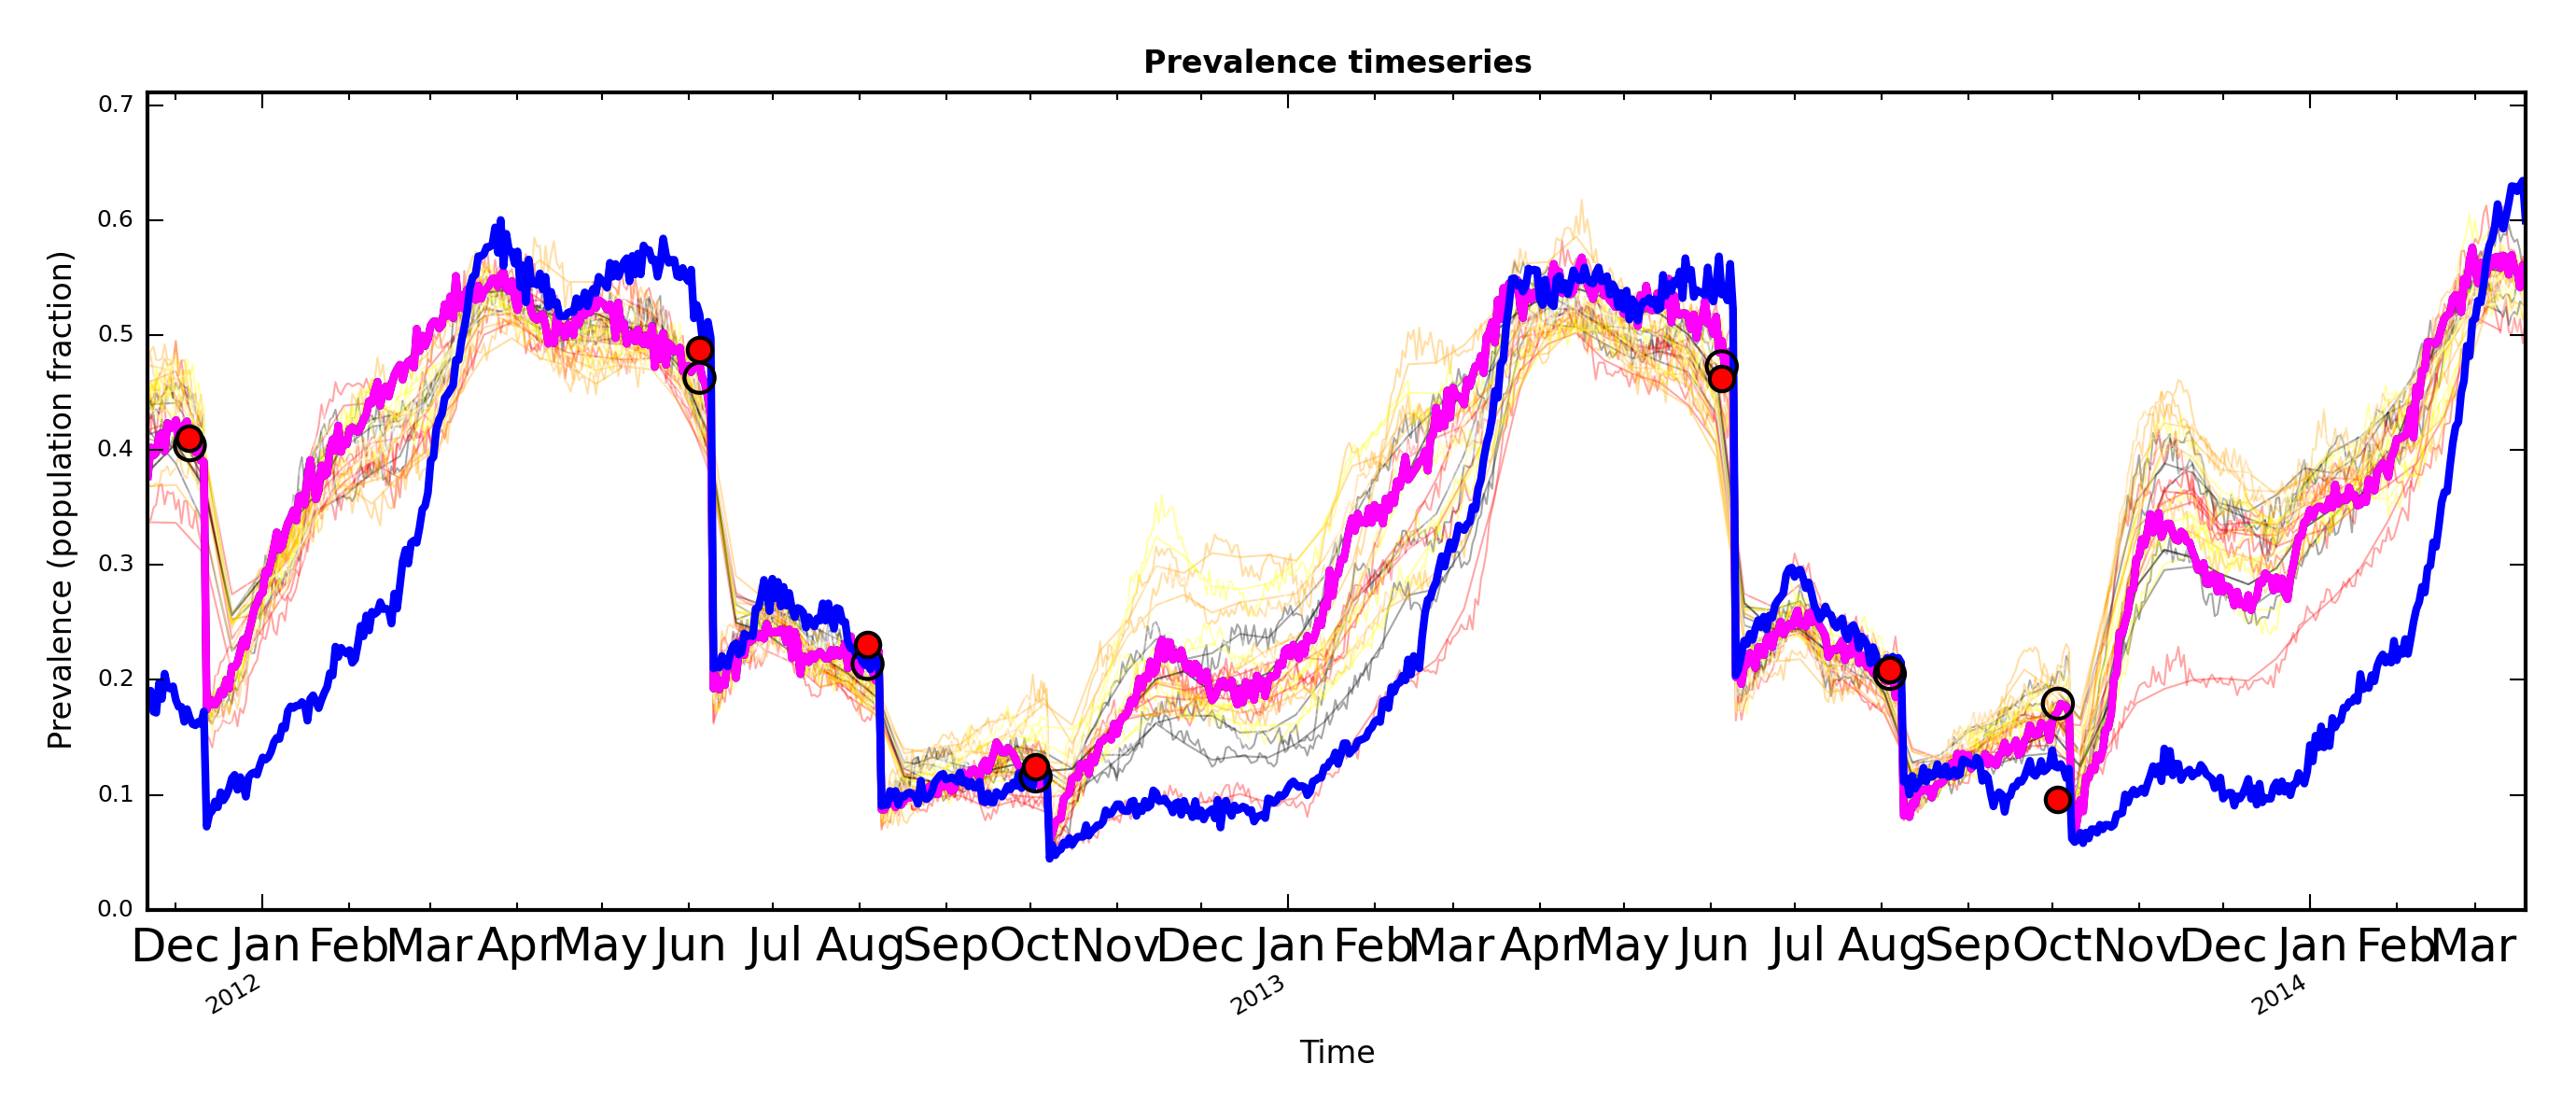 Prevalence timeseries
Prevalence (population fraction)
0.7
0.6
0.5
0.4
0.3
0.2
0.1
0.0
Dec Jan Feb Mar Apr May Jun Jul Aug Sep Oct Nov Dec Jan Feb Mar Apr May Jun Jul Aug Sep Oct Nov Dec Jan Feb Mar
2012 2013 2014
Time